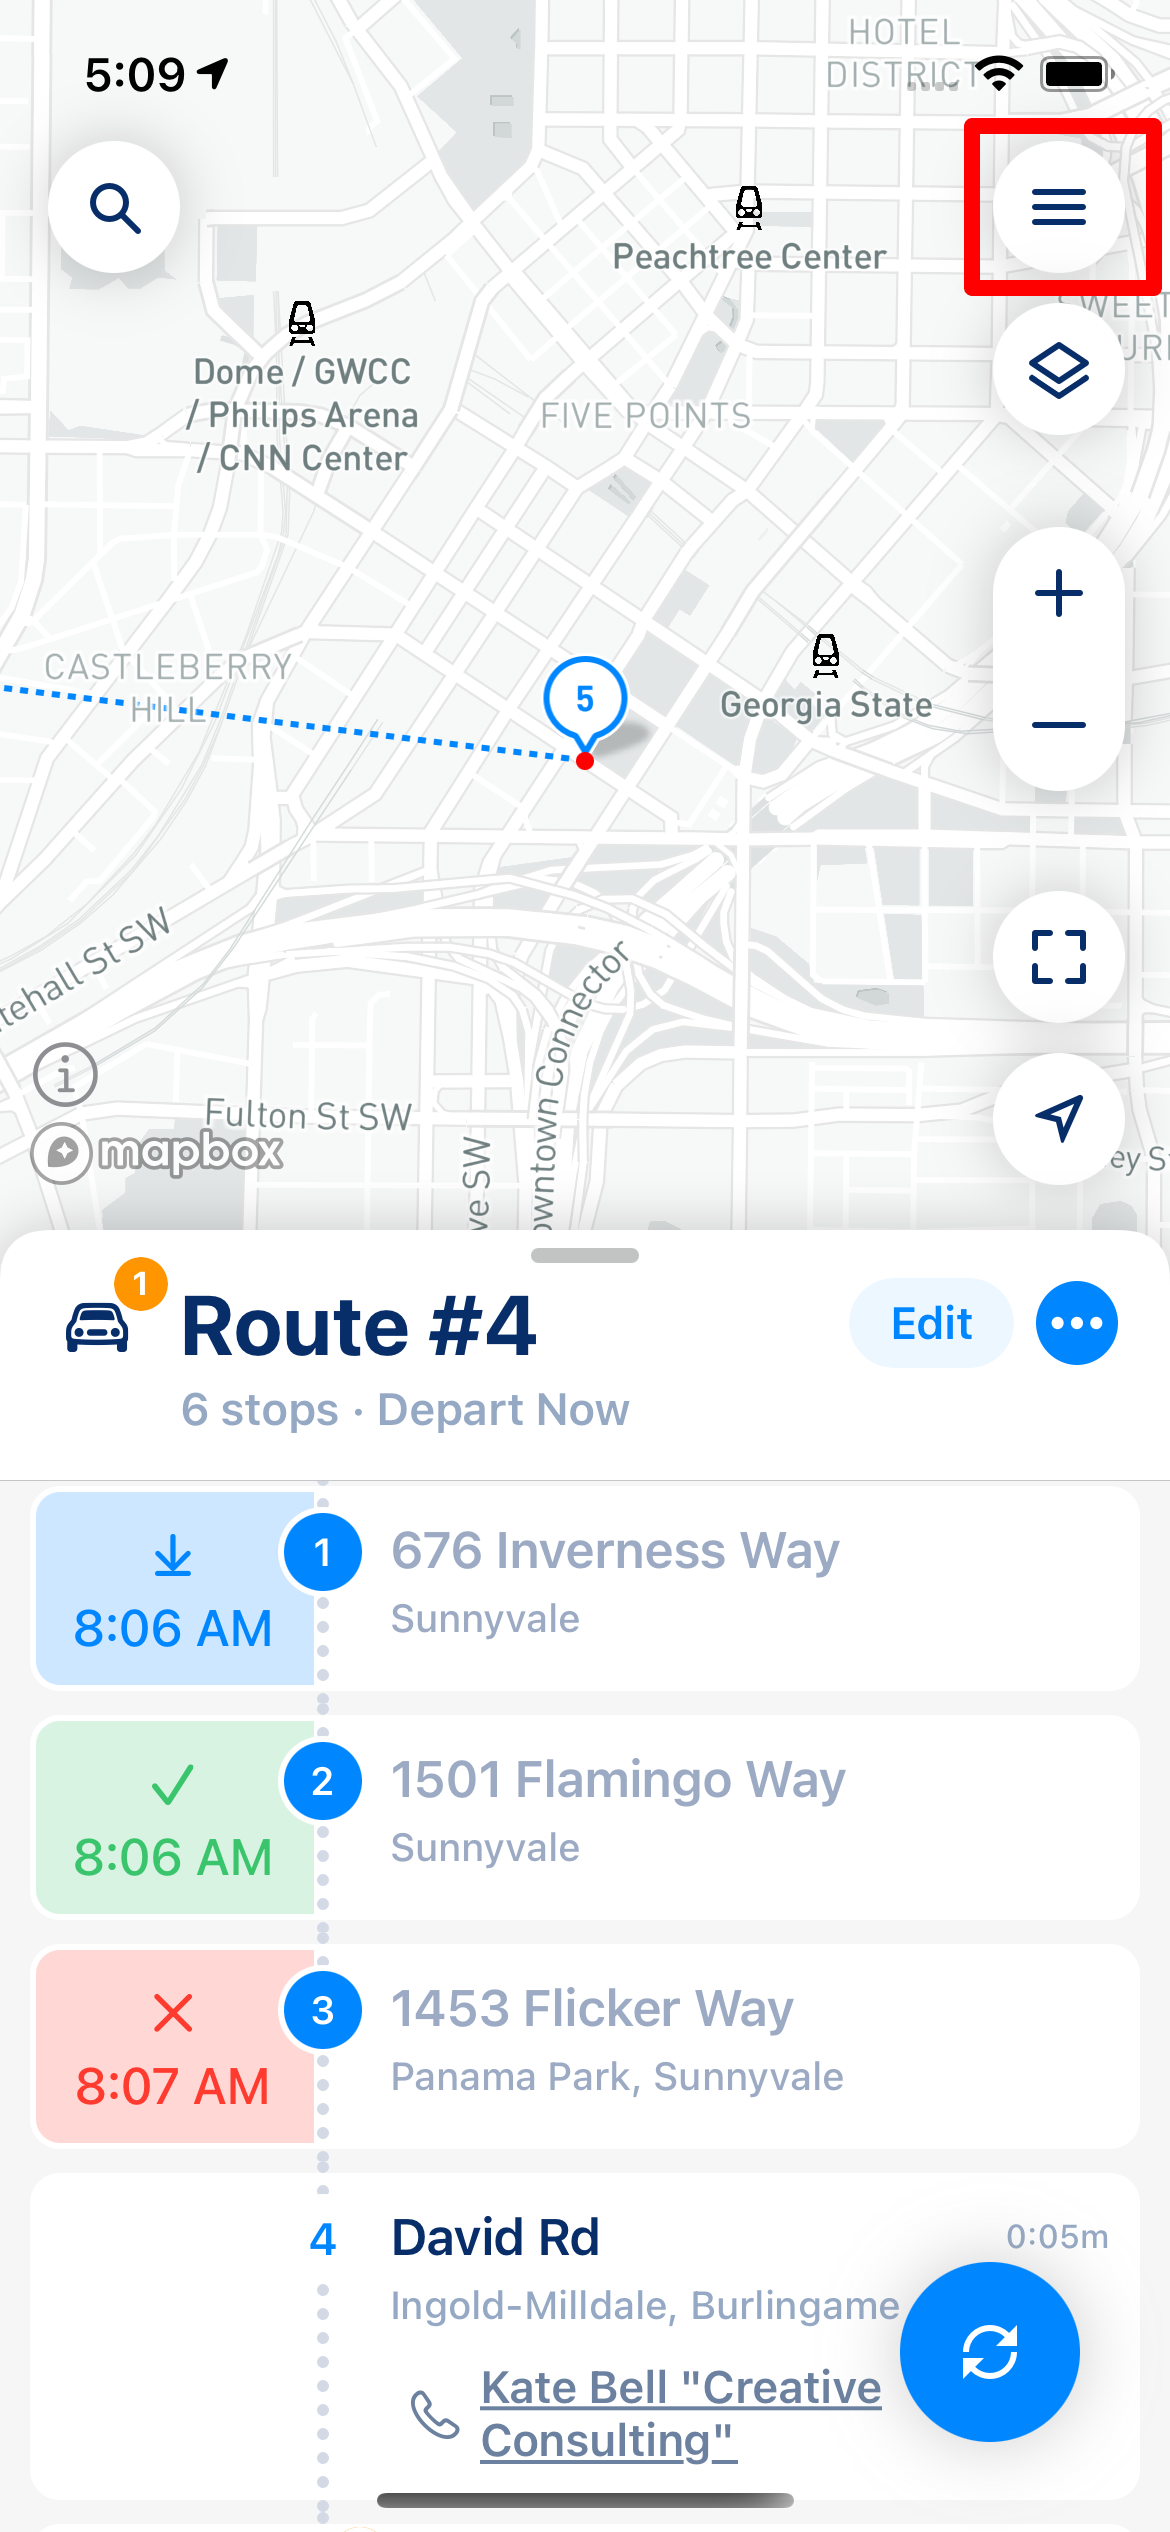 HOTEL
DISTRICT
5:09
Peachtree Center
Dome / GWCC
/ Philips Arena
/ CNN Center
FIVE POINTS
CASTLEBERRY
HILL
5
Georgia State
tehall St SW
owntown Connector
i
Fulton St SW
mapbox
ve SW
ey St
1
Route #4
Edit
6 stops · Depart Now
1
676 Inverness Way
8:06 AM
Sunnyvale
2
1501 Flamingo Way
8:06 AM
Sunnyvale
3
1453 Flicker Way
8:07 AM
Panama Park, Sunnyvale
4
David Rd
0:05m
Ingold-Milldale, Burlingame
Kate Bell "Creative
Consulting"